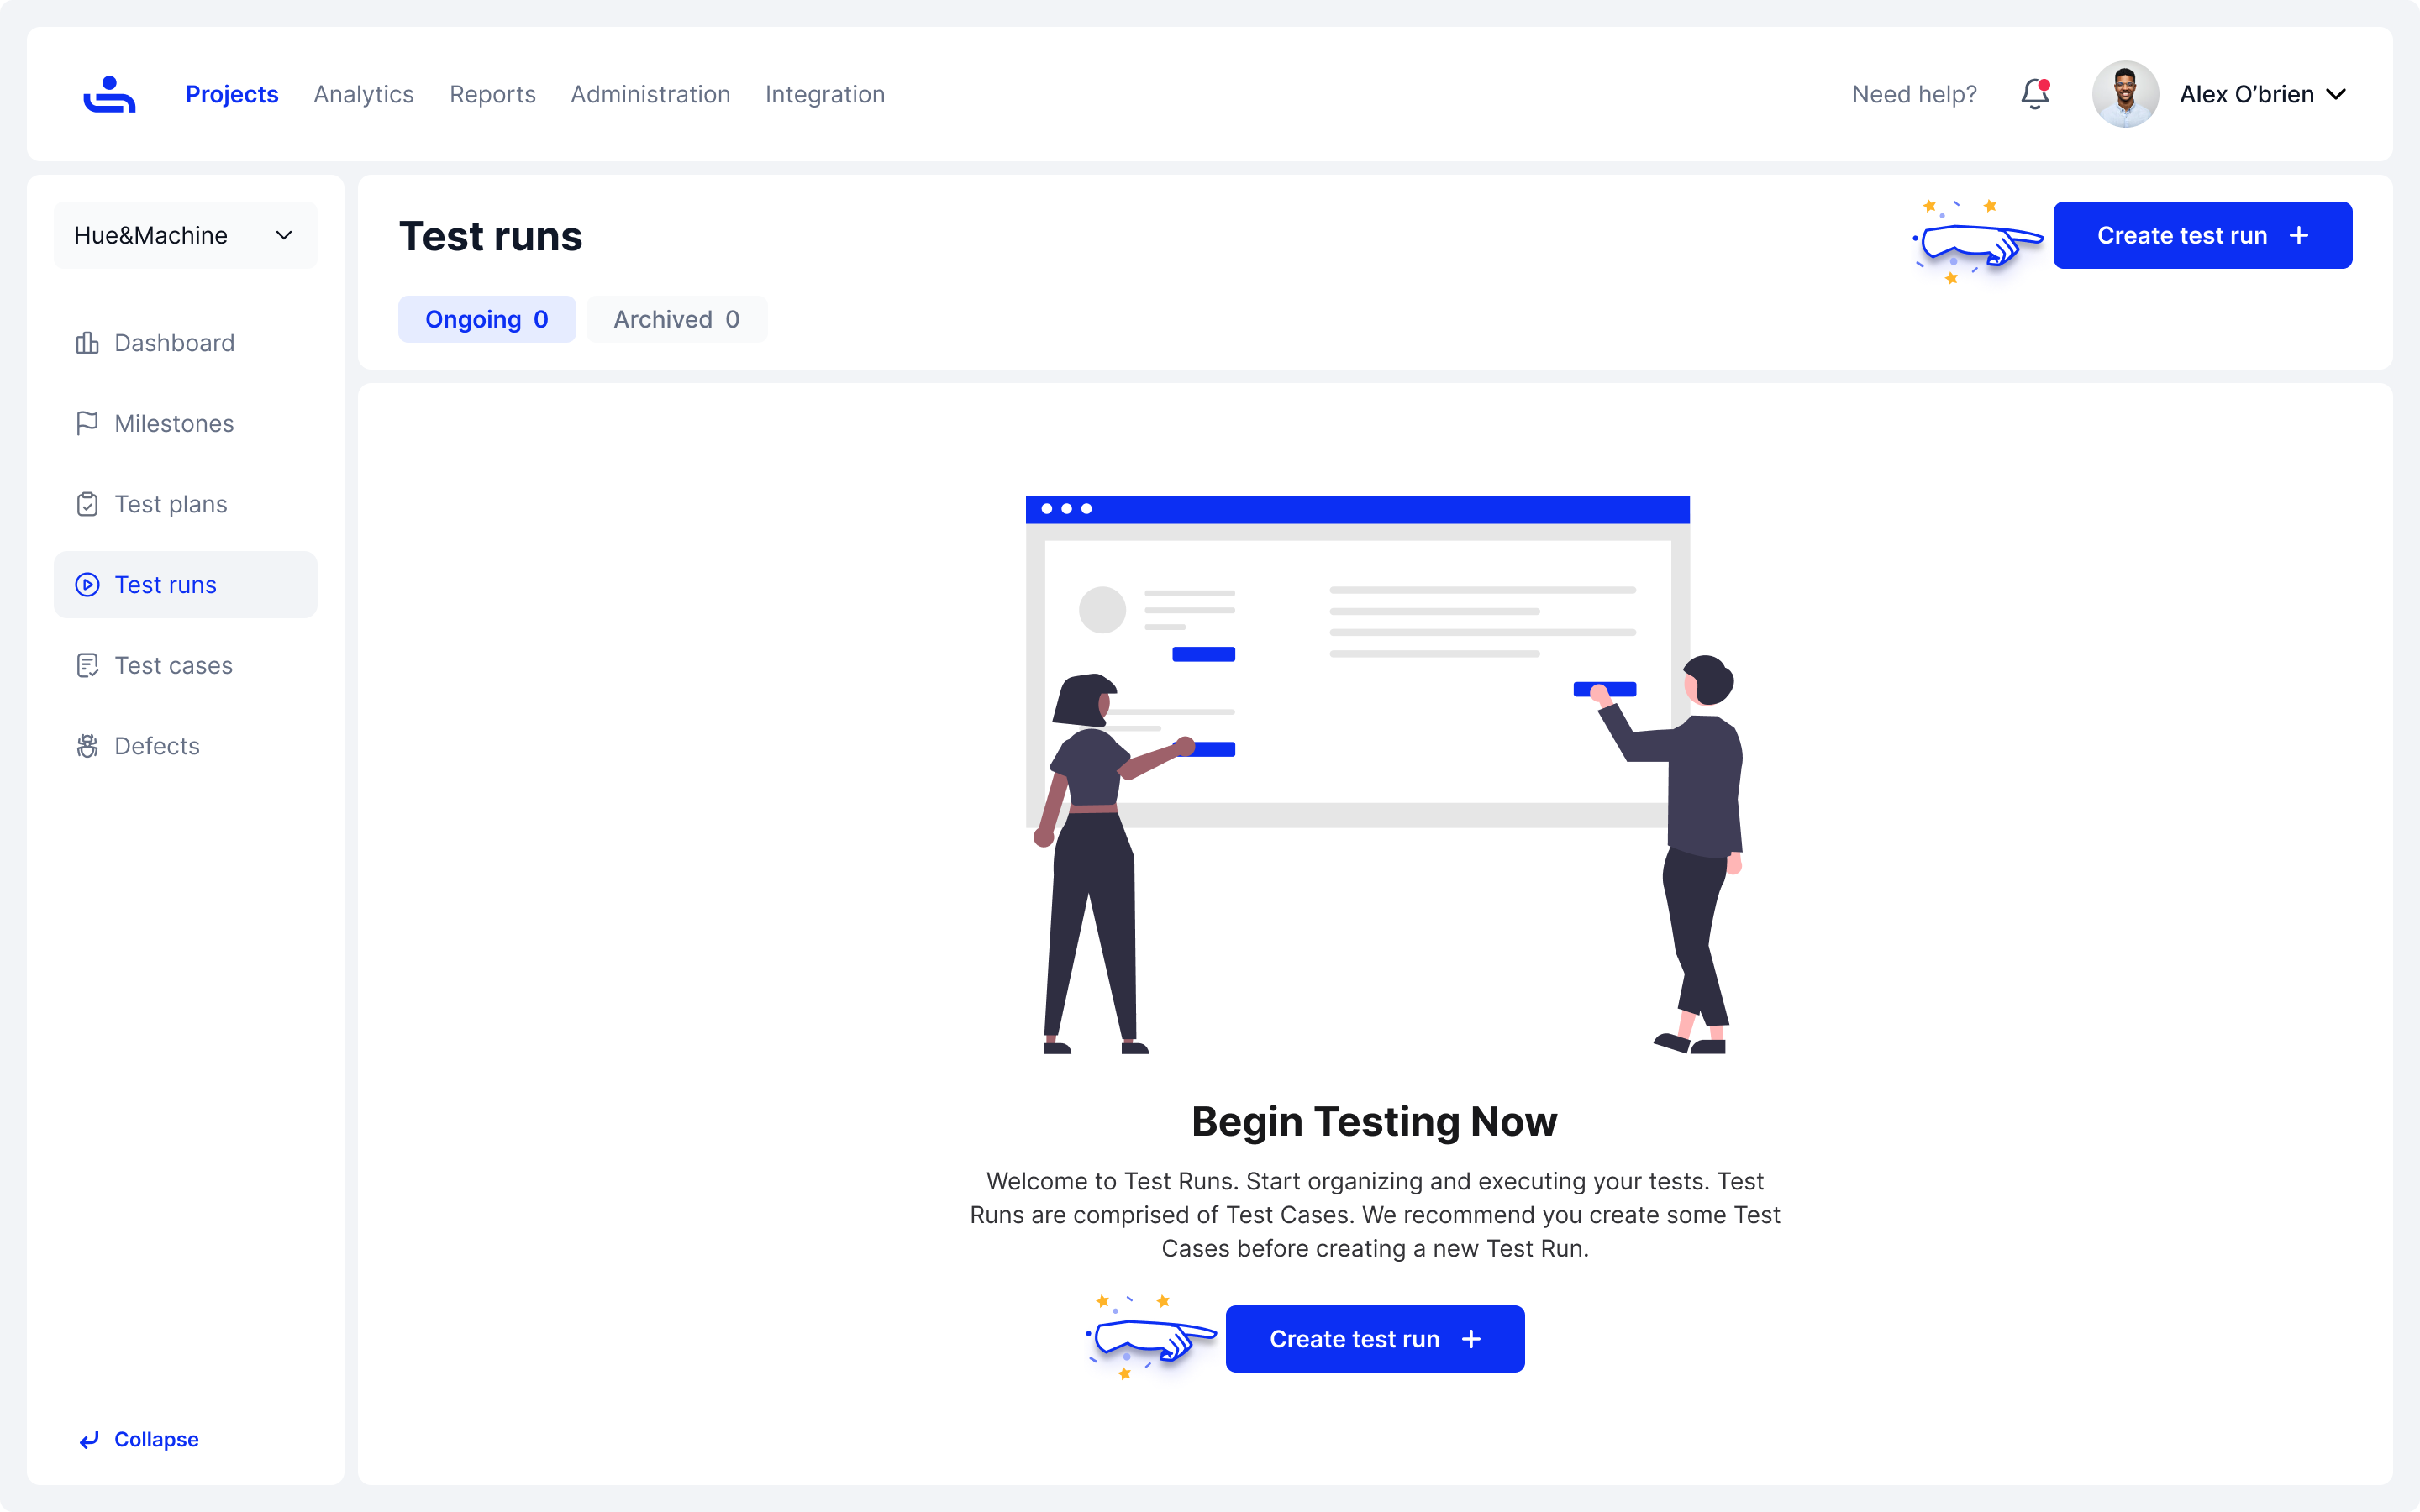 Projects
Analytics
Reports
Administration
Integration
Need help?
Alex O’brien
Hue&Machine
Dashboard
Milestones
Test plans
Test runs
Test cases
Defects
Collapse
Test runs
Create test run
Ongoing 0
Archived 0
Begin Testing Now
Welcome to Test Runs. Start organizing and executing your tests. Test
Runs are comprised of Test Cases. We recommend you create some Test
Cases before creating a new Test Run.
Create test run